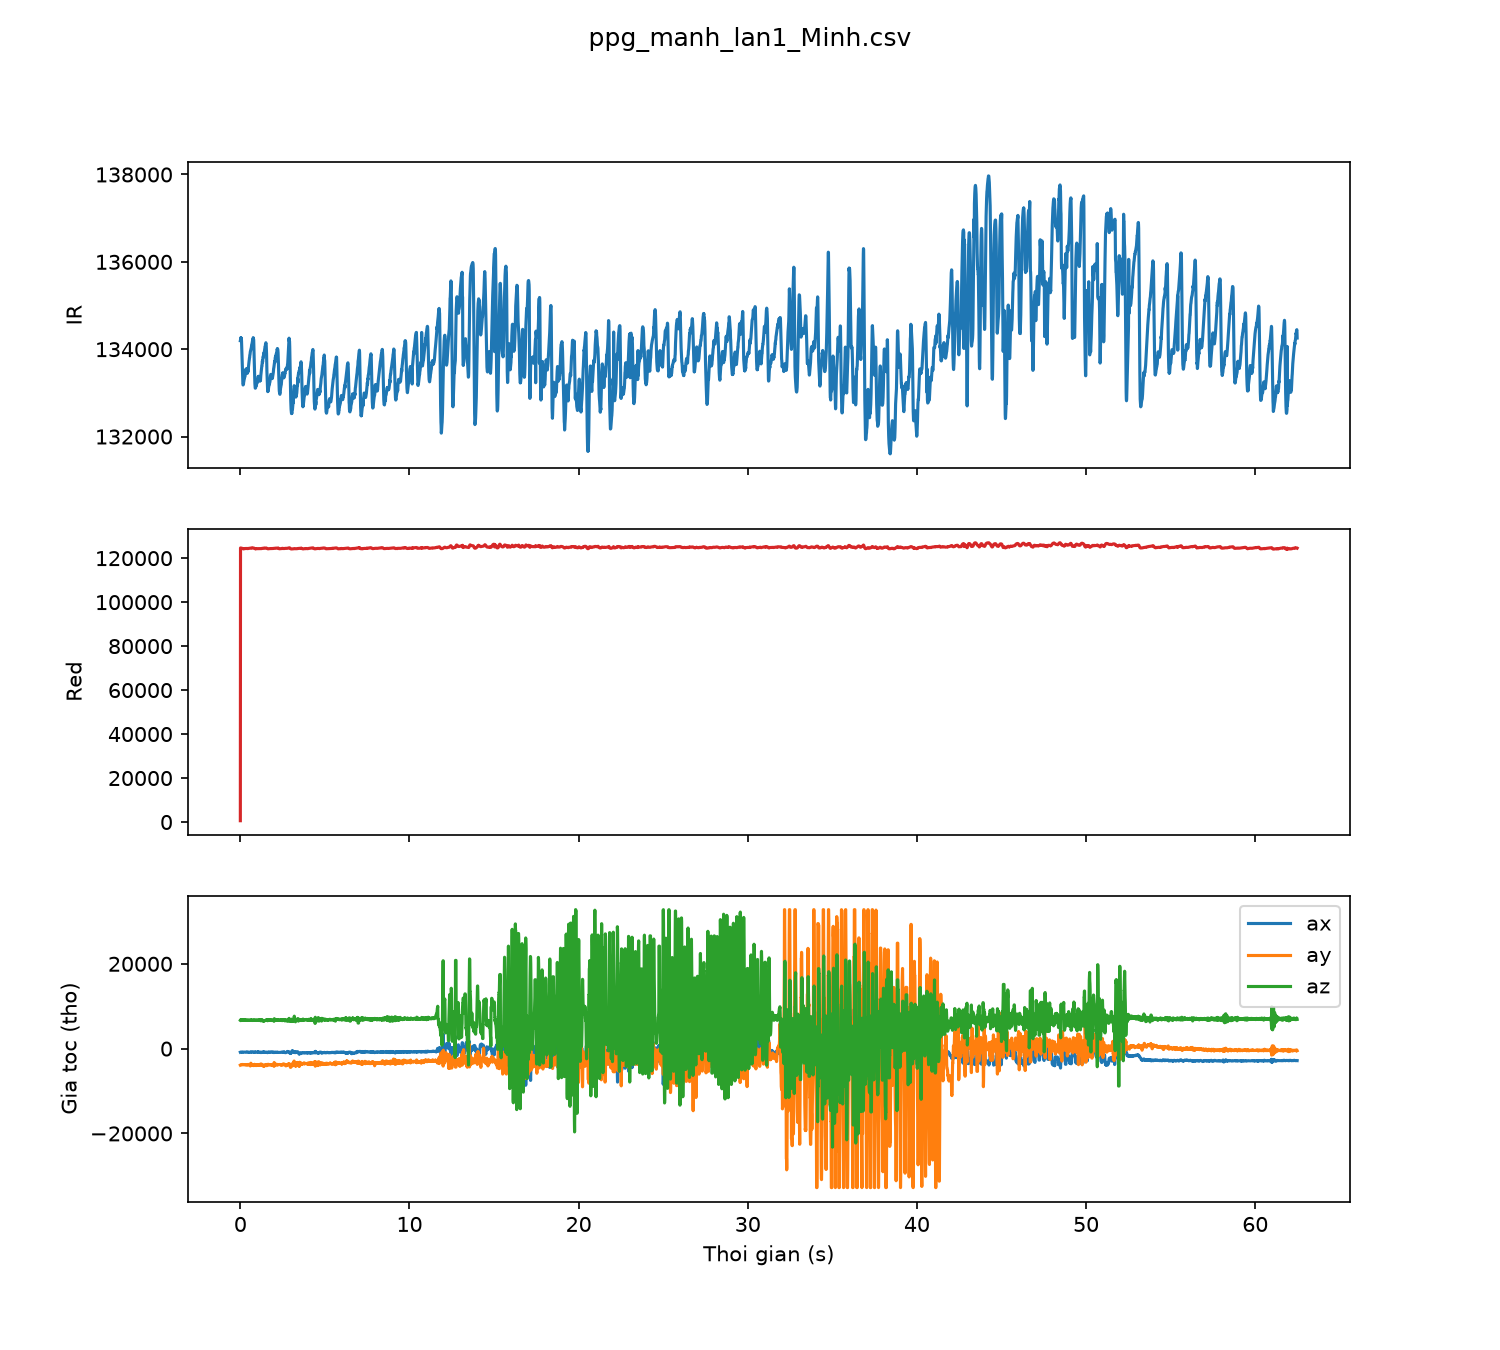 ppg_manh_lan1_Minh.csv
138000
136000
134000
132000
IR
120000
100000
80000
60000
40000
20000
0
Red
20000
0
−20000
Gia toc (tho)
ax
ay
az
0 10 20 30 40 50 60
Thoi gian (s)